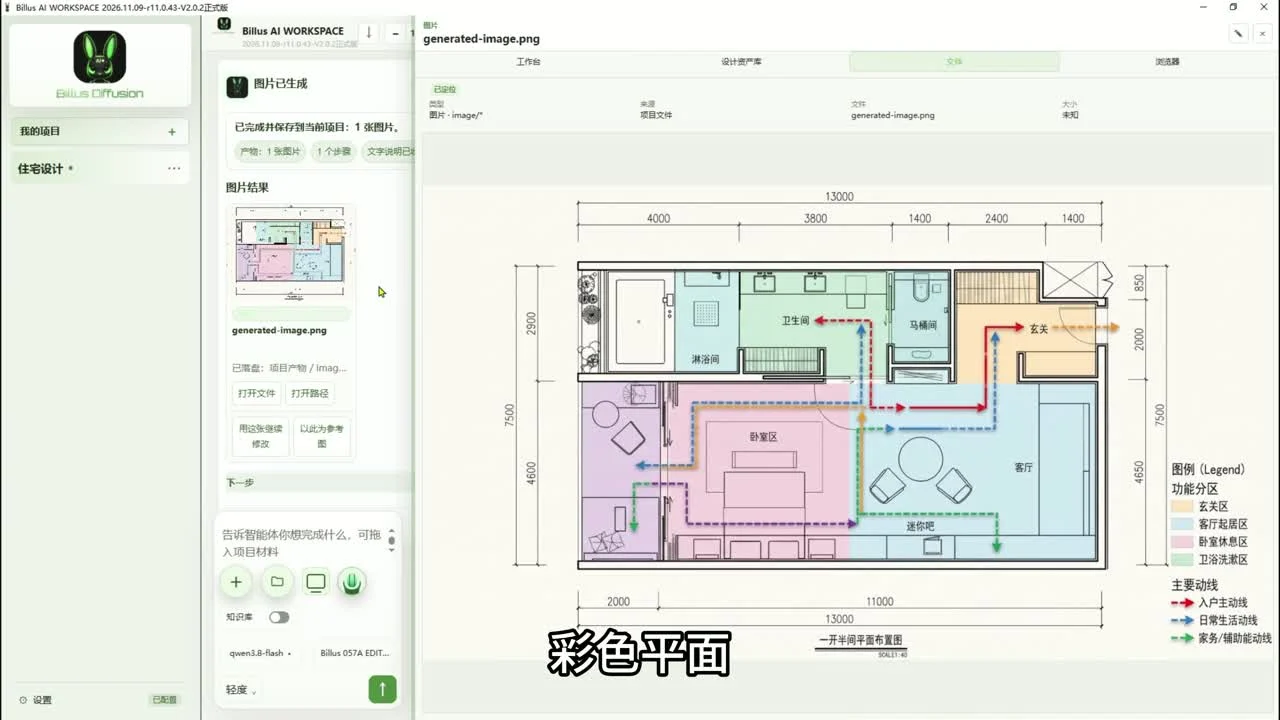 Billus AI WORKSPACE 2026.11.09-r11.0.43-V2.0.2正式版
Billus Diffusion
我的项目 +
住宅设计
设置
已配置
Billus AI WORKSPACE
2026.11.09-r11.0.43-V2.0.2正式版
图片已生成
已完成并保存到当前项目：1 张图片。
产物：1 张图片
1 个步骤
图片结果
generated-image.png
已落盘：项目产物 / imag...
打开文件
打开路径
用这张继续修改
以此为参考图
下一步
告诉智能体你想完成什么，可拖
入项目材料
知识库
qwen3.8-flash
Billus 057A EDIT...
轻度
图片
generated-image.png
工作台
设计资产库
文件
浏览器
已定位
类型
图片 · image/*
来源
项目文件
文件
generated-image.png
大小
未知
13000
4000
3800
1400
2400
1400
2900
4600
7500
850
2000
4650
7500
卫生间
马桶间
淋浴间
玄关
卧室区
客厅
迷你吧
2000
11000
13000
一开半间平面布置图
SCALE1:40
图例 (Legend)
功能分区
玄关区
客厅起居区
卧室休息区
卫浴洗漱区
主要动线
入户主动线
日常生活动线
家务/辅助能动线
彩色平面